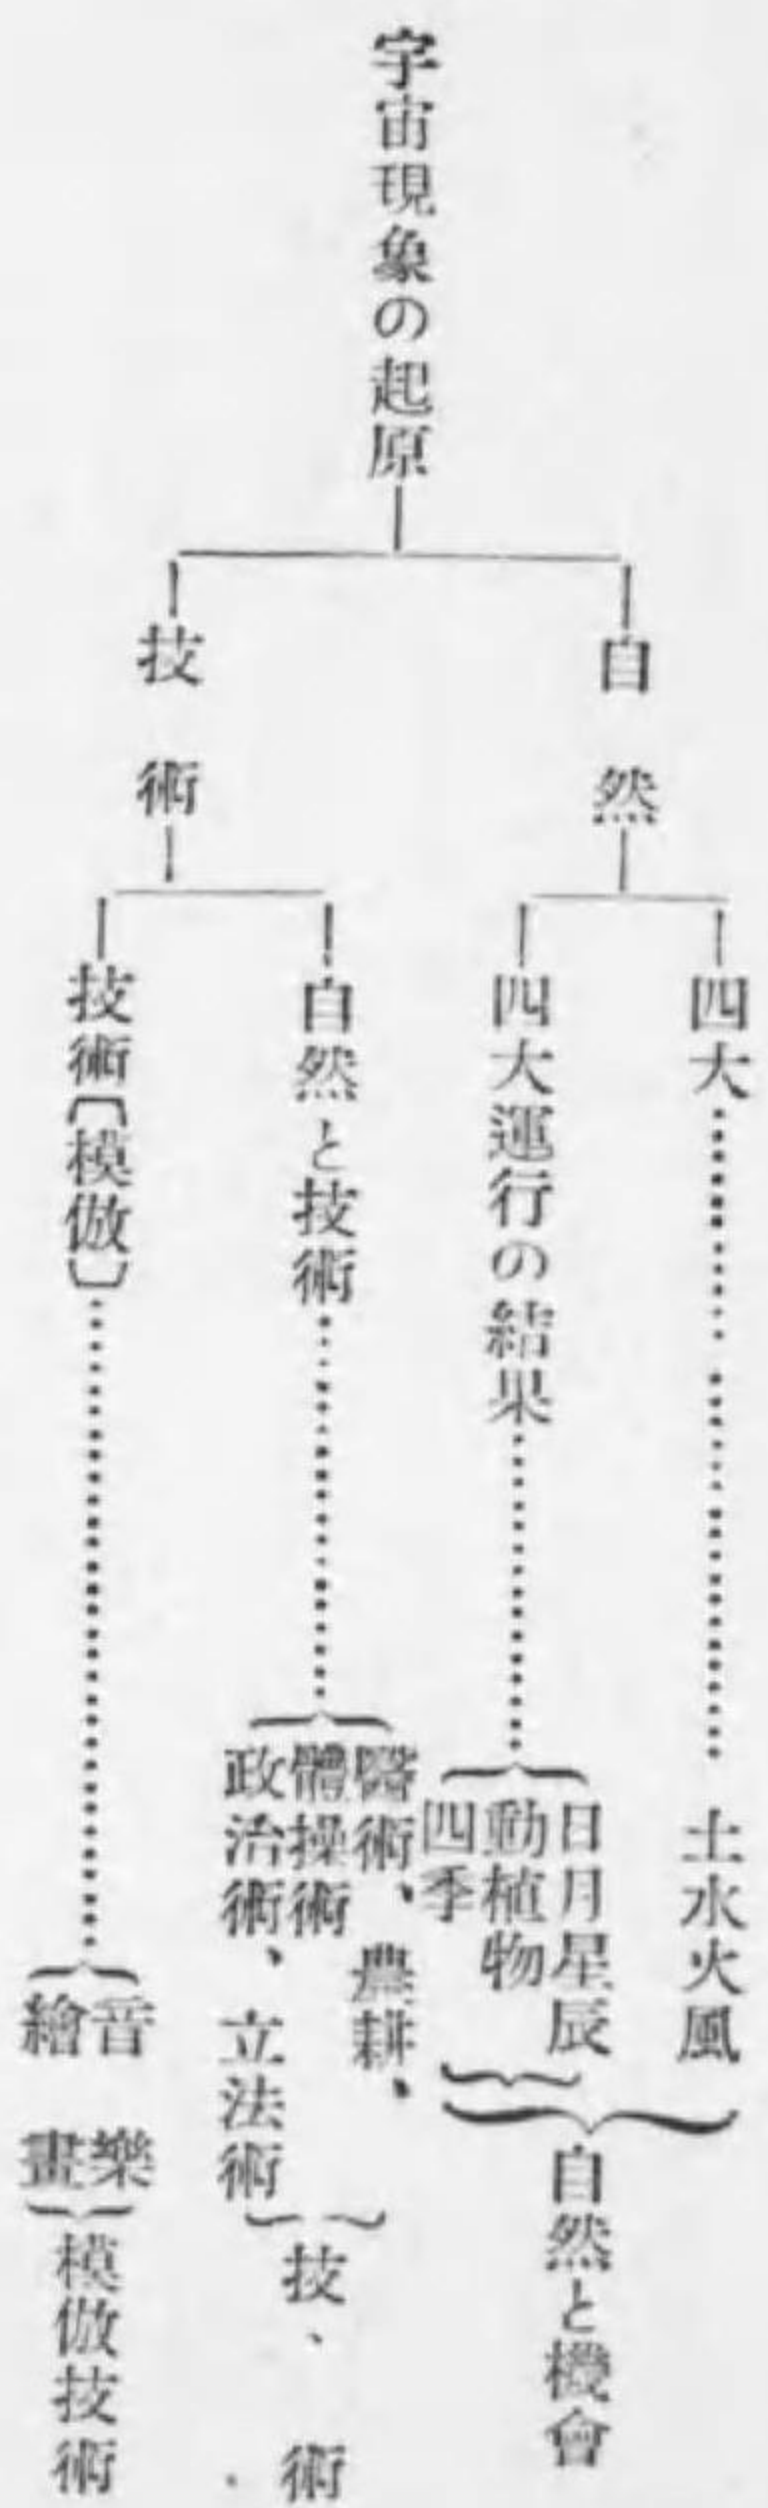 宇宙現象の起原
自然
四大
土水火風
四大運行の結果
日月星辰
動植物
四季
自然と機會
技術
自然と技術
醫術、農耕、
體操術
政治術、立法術
技、術
技術〔模倣〕
音樂
繪畫
模倣技術